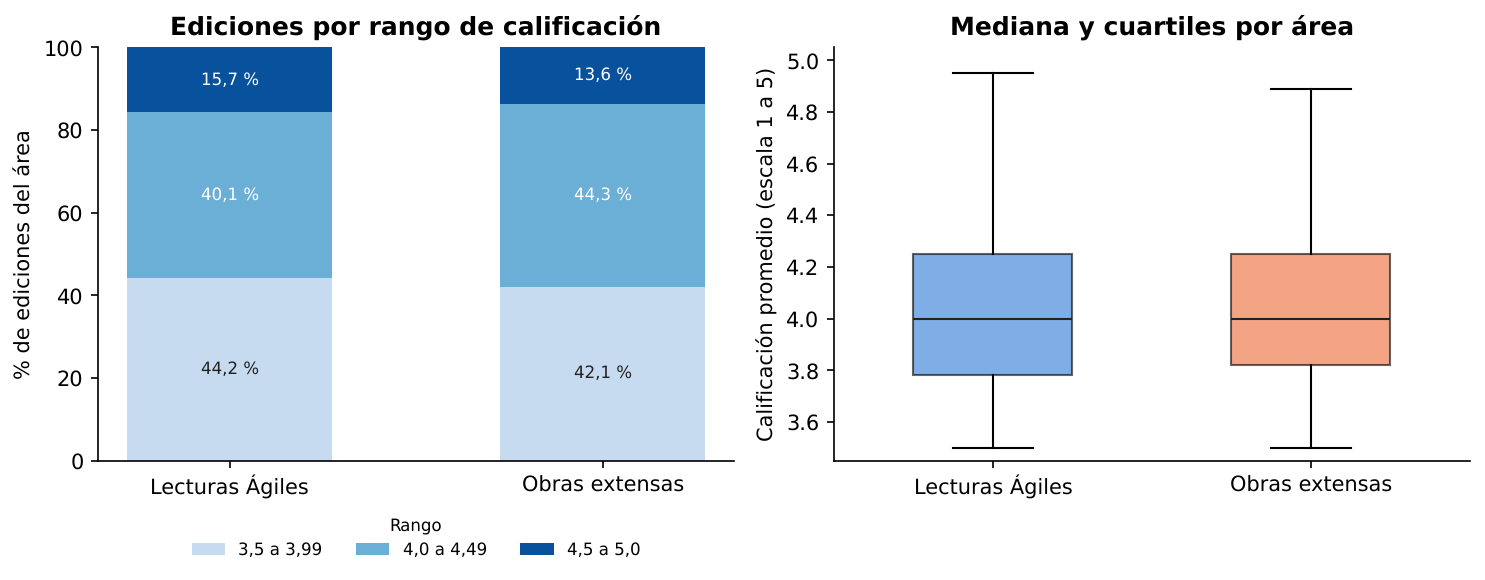 Ediciones por rango de calificación
% de ediciones del área
100
80
60
40
20
0
15,7 %
40,1 %
44,2 %
13,6 %
44,3 %
42,1 %
Lecturas Ágiles
Obras extensas
Rango
3,5 a 3,99
4,0 a 4,49
4,5 a 5,0
Mediana y cuartiles por área
Calificación promedio (escala 1 a 5)
5.0
4.8
4.6
4.4
4.2
4.0
3.8
3.6
Lecturas Ágiles
Obras extensas